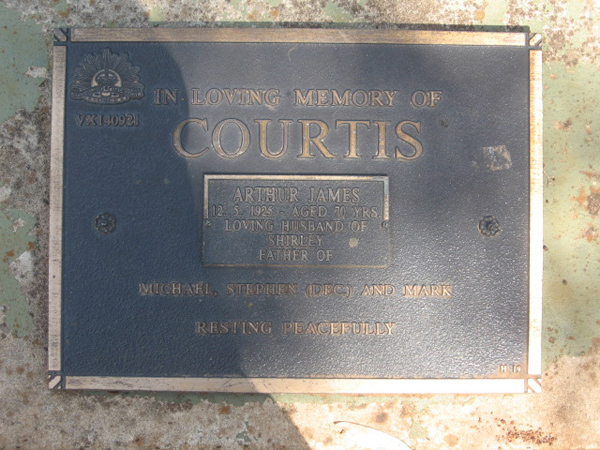 VX140921
IN LOVING MEMORY OF
COURTIS
ARTHUR JAMES
12. 5. 1925 - AGED 70 YRS.
LOVING HUSBAND OF
SHIRLEY
FATHER OF
MICHAEL, STEPHEN (DEC) AND MARK
RESTING PEACEFULLY